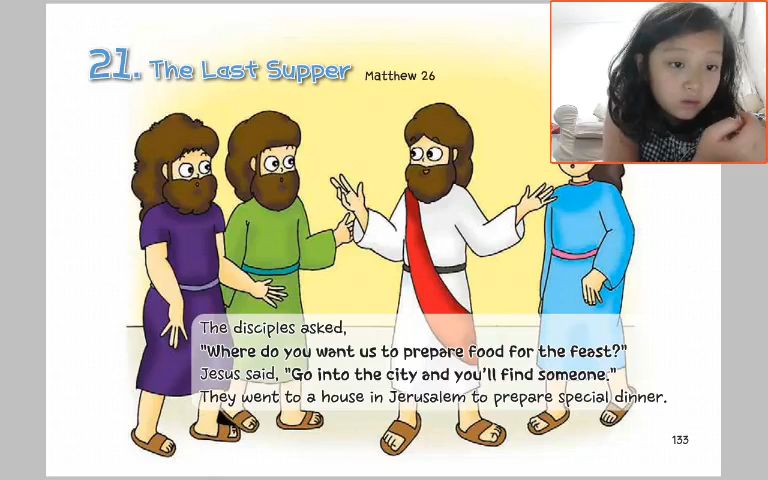 21. The Last Supper Matthew 26
The disciples asked,
"Where do you want us to prepare food for the feast?"
Jesus said, "Go into the city and you'll find someone."
They went to a house in Jerusalem to prepare special dinner.
133